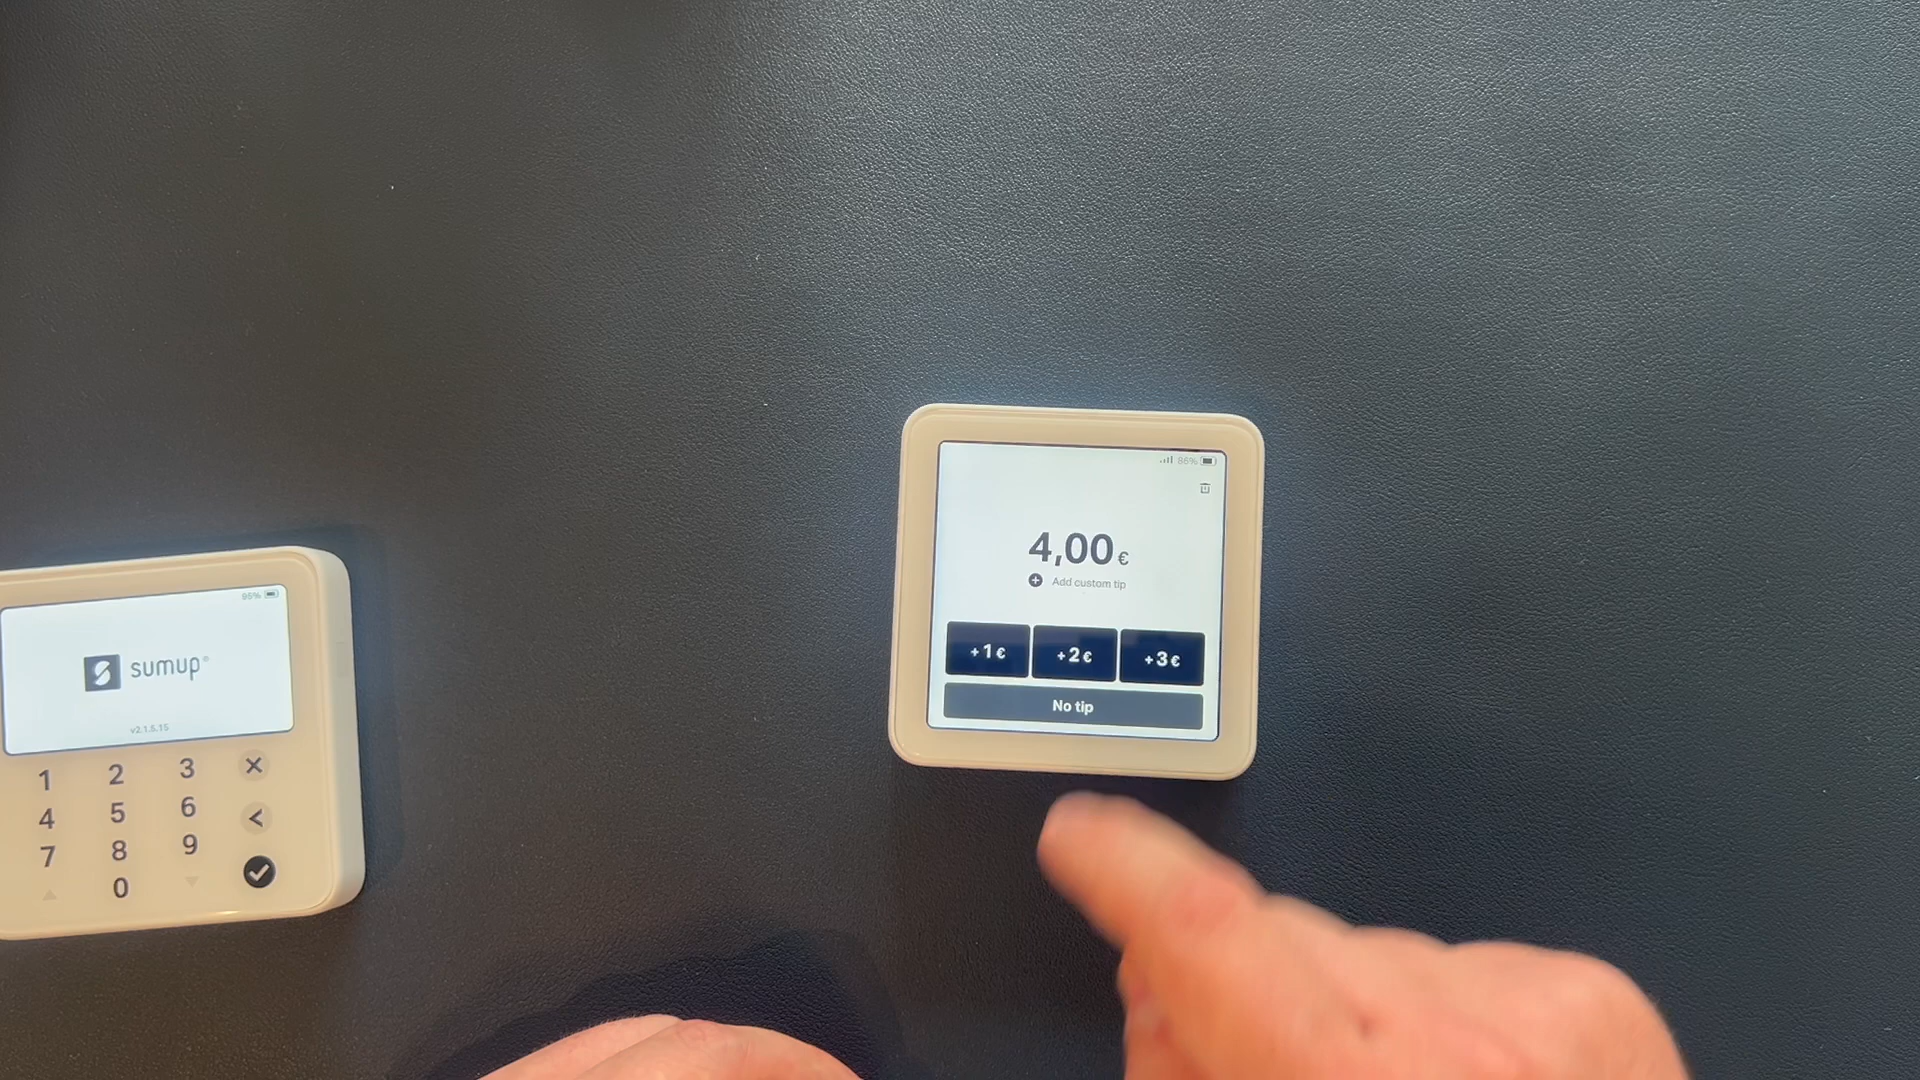 95%
sumup®
v2.1.5.15
1 2 3
4 5 6
7 8 9
0
86%
4,00€
Add custom tip
+1€ +2€ +3€
No tip